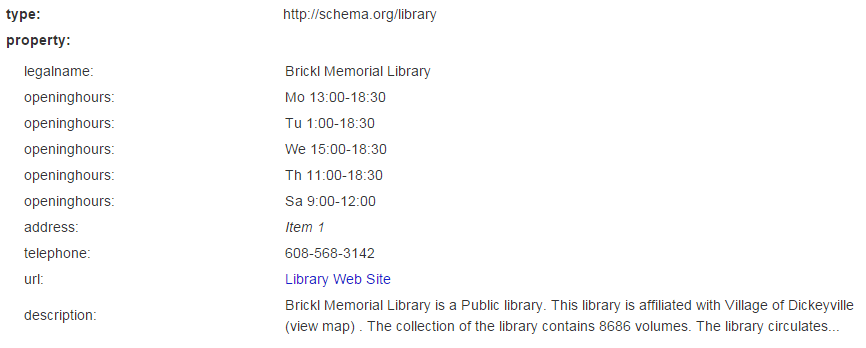 type: http://schema.org/library
property:
legalname: Brickl Memorial Library
openinghours: Mo 13:00-18:30
openinghours: Tu 1:00-18:30
openinghours: We 15:00-18:30
openinghours: Th 11:00-18:30
openinghours: Sa 9:00-12:00
address: Item 1
telephone: 608-568-3142
url: Library Web Site
description: Brickl Memorial Library is a Public library. This library is affiliated with Village of Dickeyville
(view map) . The collection of the library contains 8686 volumes. The library circulates...